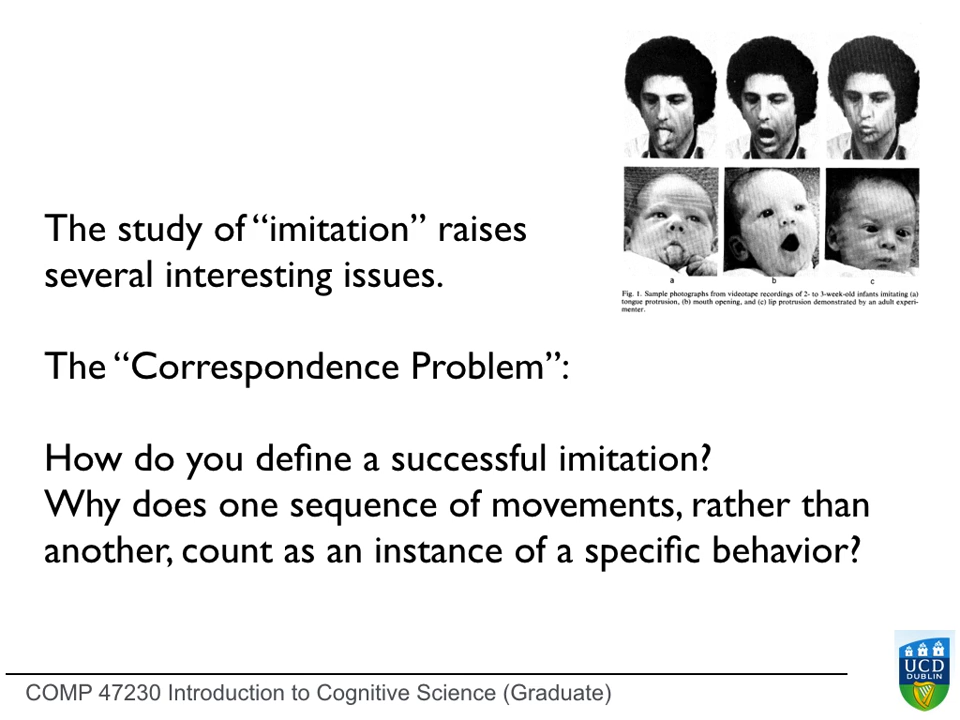 a b c
Fig. 1. Sample photographs from videotape recordings of 2- to 3-week-old infants imitating (a)
tongue protrusion, (b) mouth opening, and (c) lip protrusion demonstrated by an adult experi-
menter.
The study of “imitation” raises
several interesting issues.
The “Correspondence Problem”:
How do you define a successful imitation?
Why does one sequence of movements, rather than
another, count as an instance of a specific behavior?
COMP 47230 Introduction to Cognitive Science (Graduate)
UCD
DUBLIN